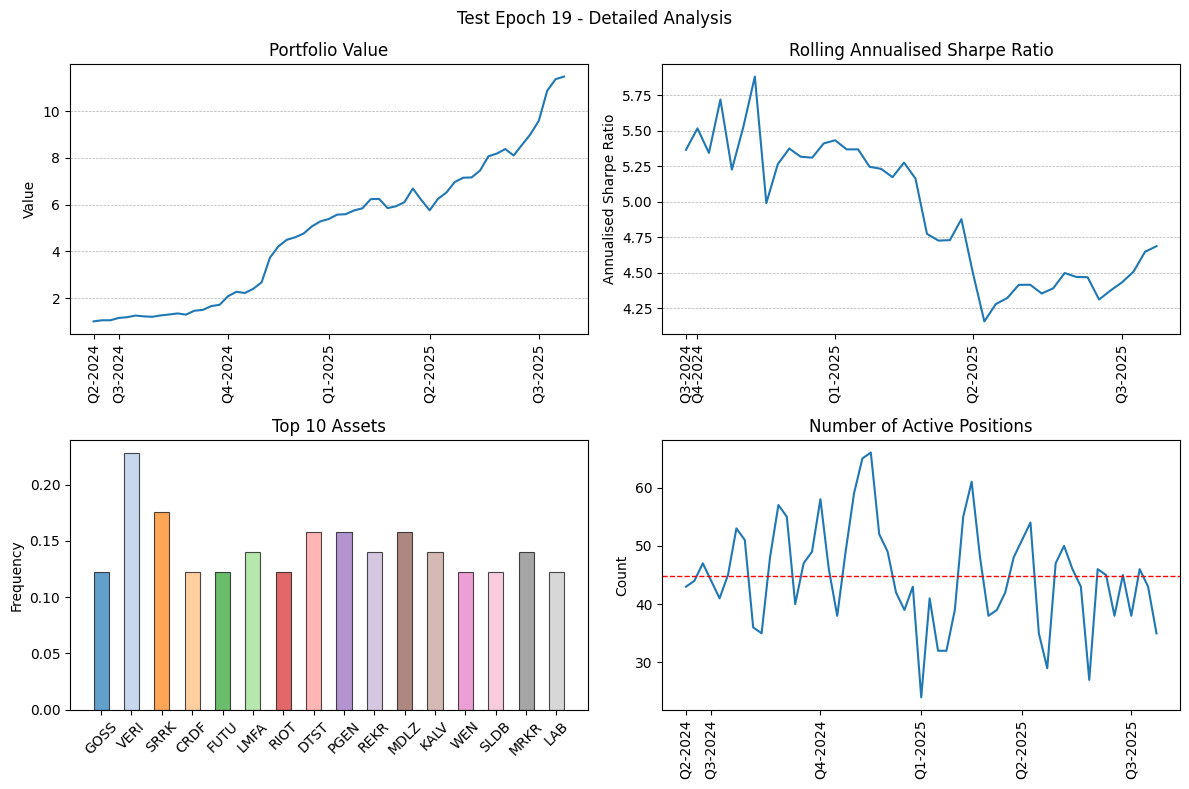 Test Epoch 19 - Detailed Analysis
Portfolio Value
Value
10
8
6
4
2
Q2-2024
Q3-2024
Q4-2024
Q1-2025
Q2-2025
Q3-2025
Rolling Annualised Sharpe Ratio
Annualised Sharpe Ratio
5.75
5.50
5.25
5.00
4.75
4.50
4.25
Q3-2024
Q4-2024
Q1-2025
Q2-2025
Q3-2025
Top 10 Assets
Frequency
0.20
0.15
0.10
0.05
0.00
GOSS
VERI
SRRK
CRDF
FUTU
LMFA
RIOT
DTST
PGEN
REKR
MDLZ
KALV
WEN
SLDB
MRKR
LAB
Number of Active Positions
Count
60
50
40
30
Q2-2024
Q3-2024
Q4-2024
Q1-2025
Q2-2025
Q3-2025